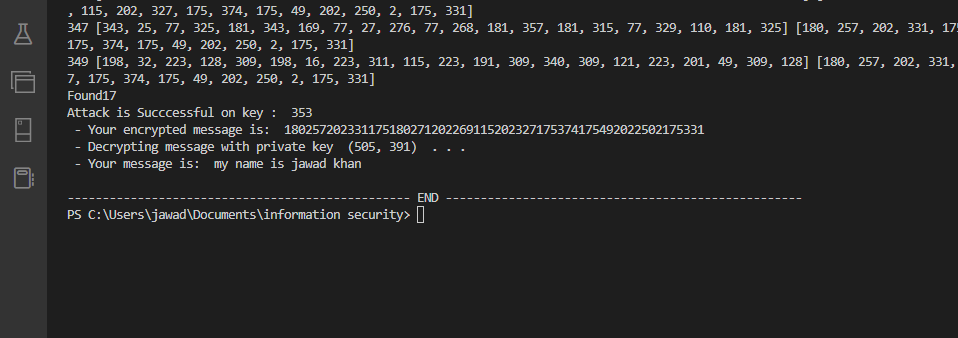 , 115, 202, 327, 175, 374, 175, 49, 202, 250, 2, 175, 331]
347 [343, 25, 77, 325, 181, 343, 169, 77, 27, 276, 77, 268, 181, 357, 181, 315, 77, 329, 110, 181, 325] [180, 257, 202, 331, 175
175, 374, 175, 49, 202, 250, 2, 175, 331]
349 [198, 32, 223, 128, 309, 198, 16, 223, 311, 115, 223, 191, 309, 340, 309, 121, 223, 201, 49, 309, 128] [180, 257, 202, 331,
7, 175, 374, 175, 49, 202, 250, 2, 175, 331]
Found17
Attack is Succcessful on key :  353
 - Your encrypted message is:  18025720233117518027120226911520232717537417549202250217​5331
 - Decrypting message with private key  (505, 391)  . . .
 - Your message is:  my name is jawad khan
------------------------------------------------- END ---------------------------------------------------
PS C:\Users\jawad\Documents\information security>